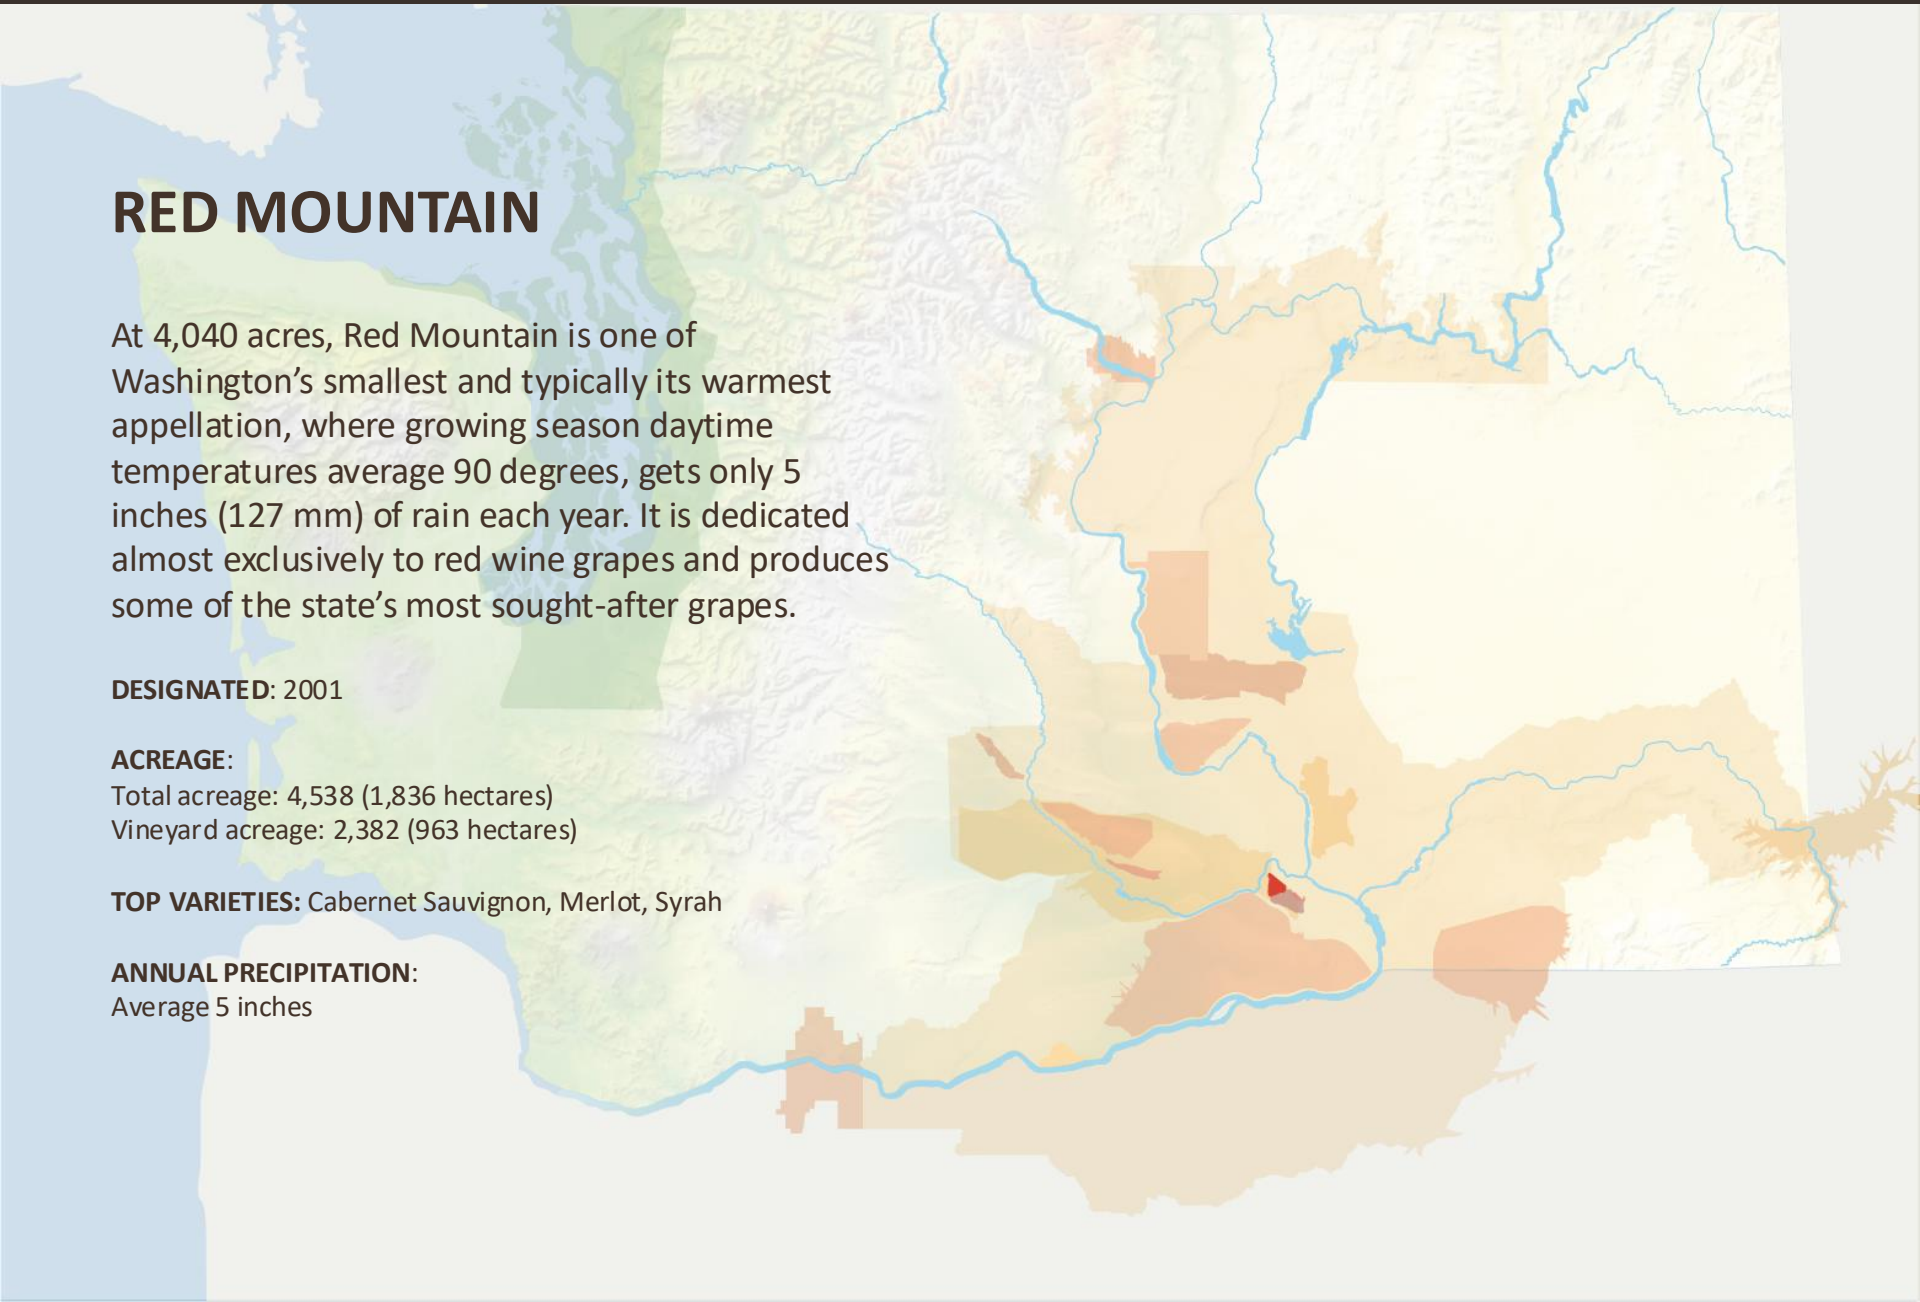 RED MOUNTAIN
At 4,040 acres, Red Mountain is one of
Washington’s smallest and typically its warmest
appellation, where growing season daytime
temperatures average 90 degrees, gets only 5
inches (127 mm) of rain each year. It is dedicated
almost exclusively to red wine grapes and produces
some of the state’s most sought-after grapes.
DESIGNATED: 2001
ACREAGE:
Total acreage: 4,538 (1,836 hectares)
Vineyard acreage: 2,382 (963 hectares)
TOP VARIETIES: Cabernet Sauvignon, Merlot, Syrah
ANNUAL PRECIPITATION:
Average 5 inches